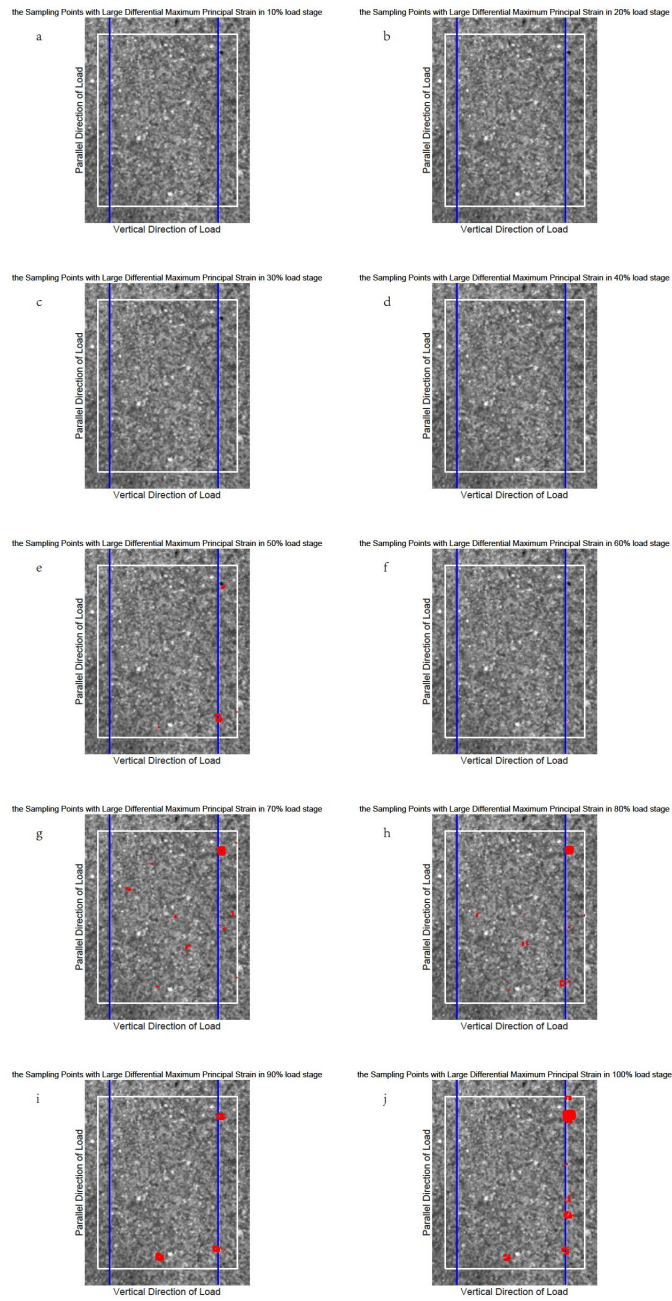 the Sampling Points with Large Differential Maximum Principal Strain in 10% load stage
a
Parallel Direction of Load
Vertical Direction of Load
the Sampling Points with Large Differential Maximum Principal Strain in 20% load stage
b
Parallel Direction of Load
Vertical Direction of Load
the Sampling Points with Large Differential Maximum Principal Strain in 30% load stage
c
Parallel Direction of Load
Vertical Direction of Load
the Sampling Points with Large Differential Maximum Principal Strain in 40% load stage
d
Parallel Direction of Load
Vertical Direction of Load
the Sampling Points with Large Differential Maximum Principal Strain in 50% load stage
e
Parallel Direction of Load
Vertical Direction of Load
the Sampling Points with Large Differential Maximum Principal Strain in 60% load stage
f
Parallel Direction of Load
Vertical Direction of Load
the Sampling Points with Large Differential Maximum Principal Strain in 70% load stage
g
Parallel Direction of Load
Vertical Direction of Load
the Sampling Points with Large Differential Maximum Principal Strain in 80% load stage
h
Parallel Direction of Load
Vertical Direction of Load
the Sampling Points with Large Differential Maximum Principal Strain in 90% load stage
i
Parallel Direction of Load
Vertical Direction of Load
the Sampling Points with Large Differential Maximum Principal Strain in 100% load stage
j
Parallel Direction of Load
Vertical Direction of Load